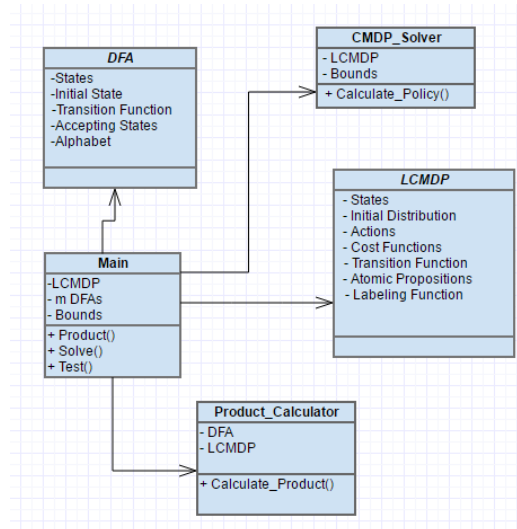 DFA
-States
-Initial State
-Transition Function
-Accepting States
-Alphabet
CMDP_Solver
- LCMDP
- Bounds
+ Calculate_Policy()
LCMDP
- States
- Initial Distribution
- Actions
- Cost Functions
- Transition Function
- Atomic Propositions
- Labeling Function
Main
-LCMDP
- m DFAs
- Bounds
+ Product()
+ Solve()
+ Test()
Product_Calculator
- DFA
- LCMDP
+ Calculate_Product()